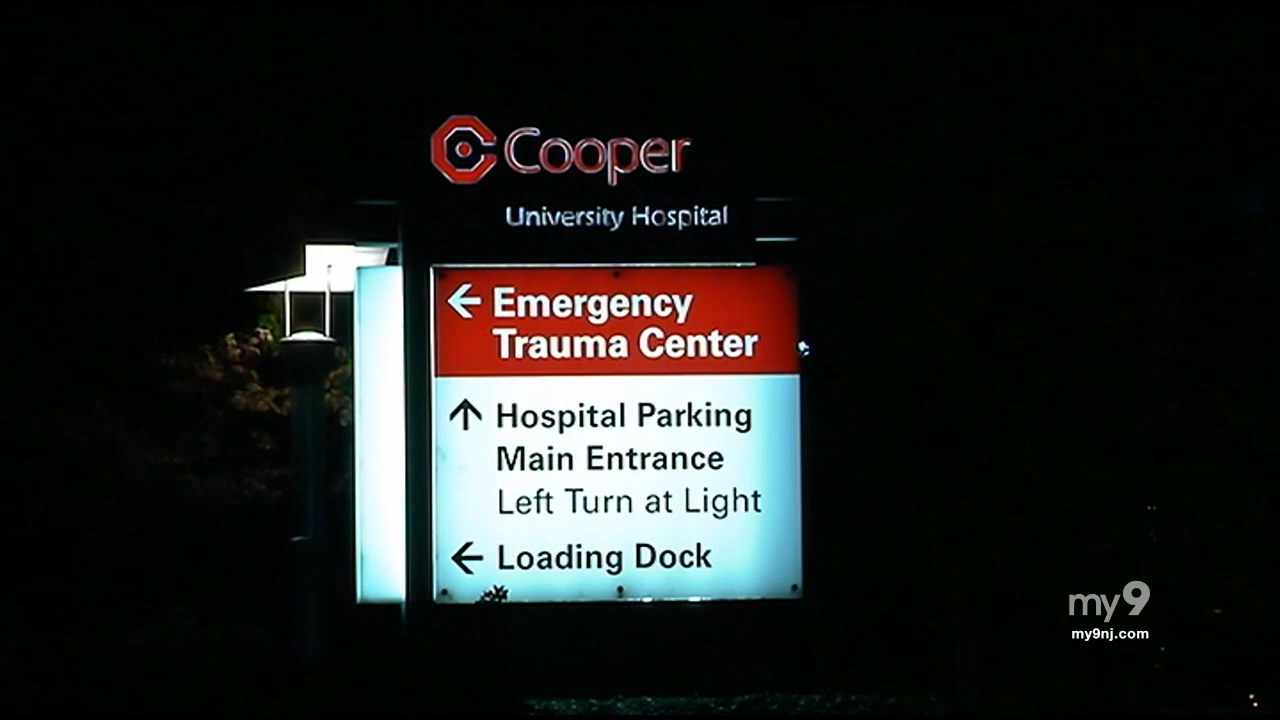 Cooper
University Hospital
← Emergency
Trauma Center
↑ Hospital Parking
Main Entrance
Left Turn at Light
← Loading Dock
my9
my9nj.com